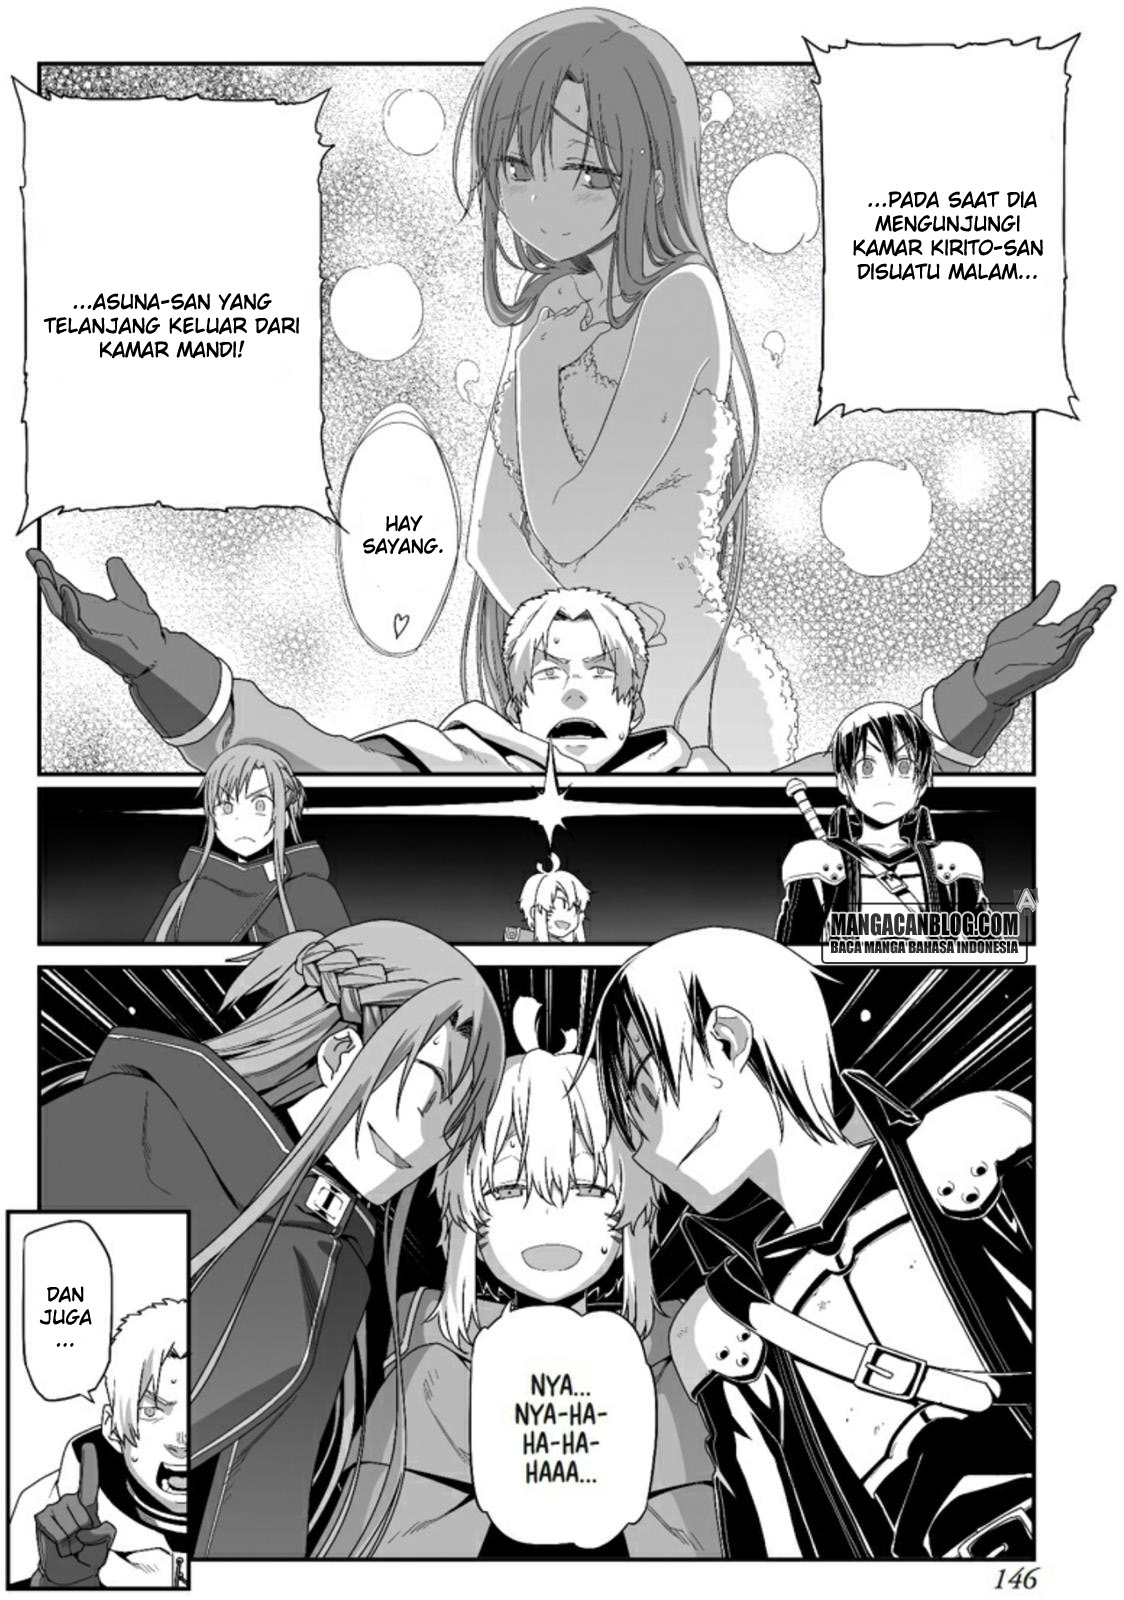 ...PADA SAAT DIA
MENGUNJUNGI
KAMAR KIRITO-SAN
DISUATU MALAM...
...ASUNA-SAN YANG
TELANJANG KELUAR DARI
KAMAR MANDI!
HAY
SAYANG.
MANGACANBLOG.COM
BACA MANGA BAHASA INDONESIA
NYA...
NYA-HA-
HA-HA-
HAAA...
DAN
JUGA
...
146